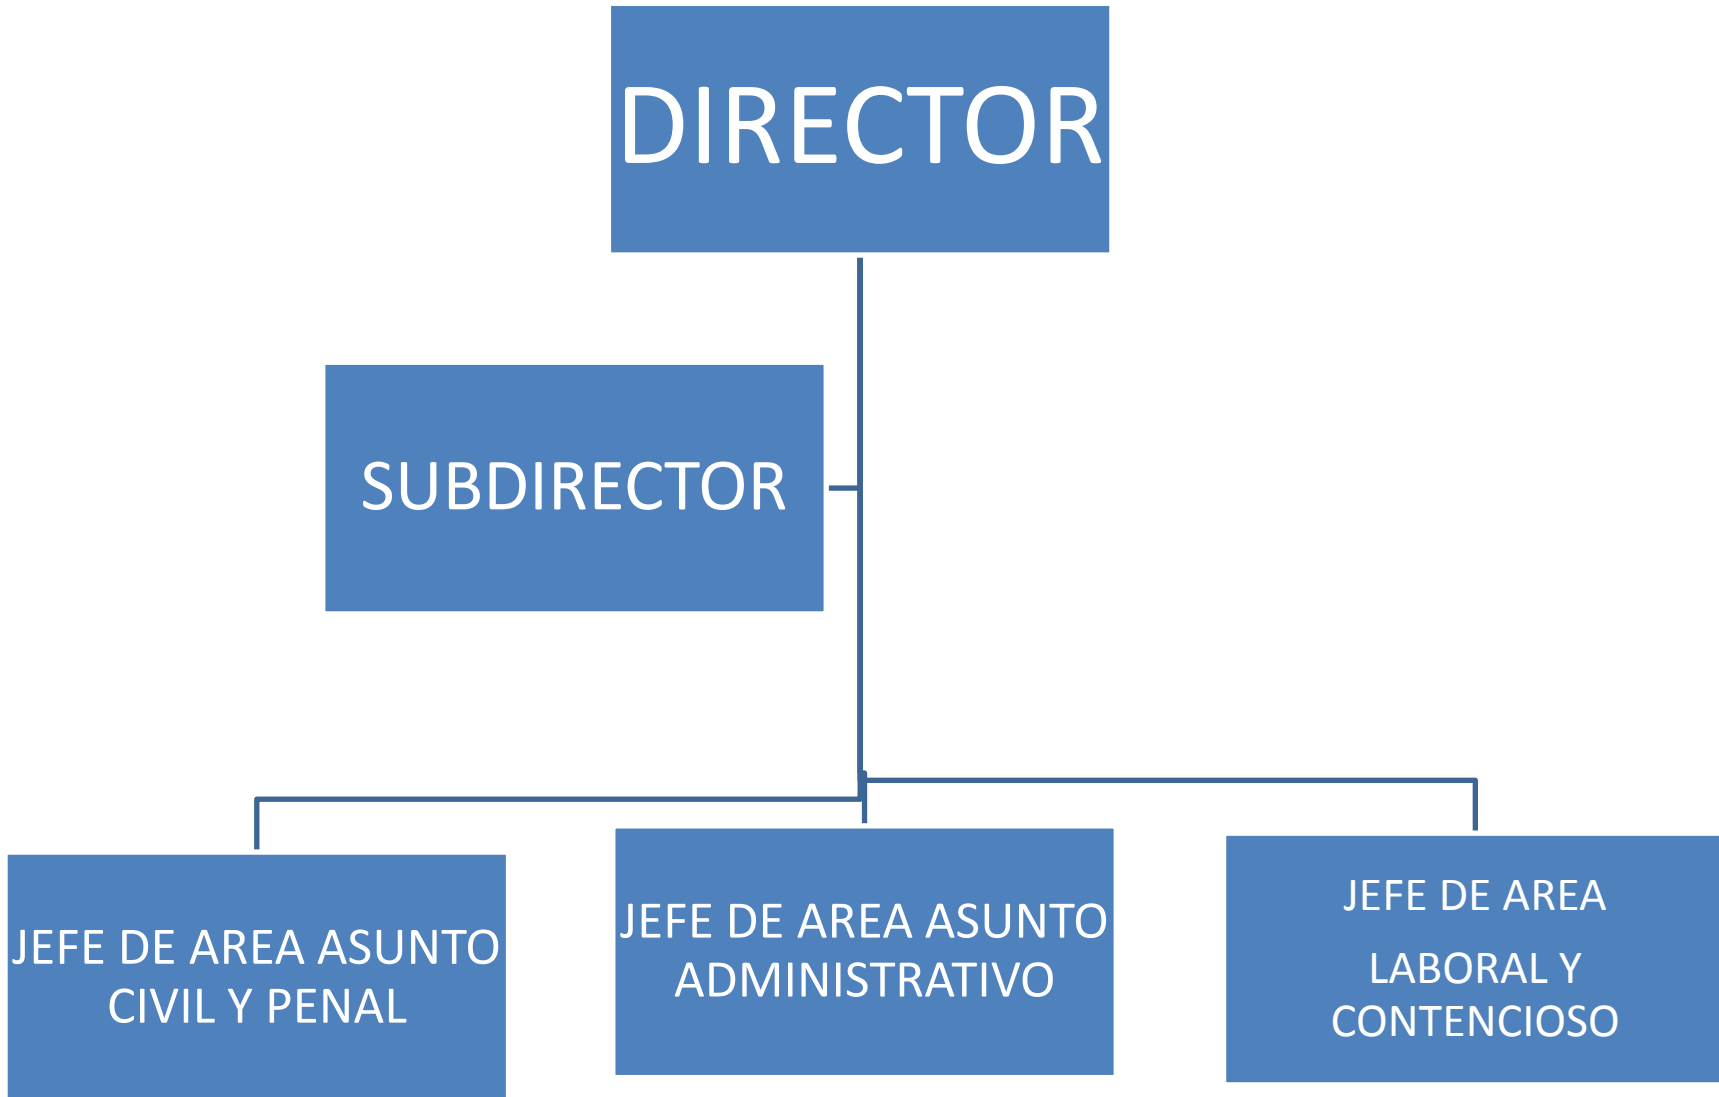 DIRECTOR
SUBDIRECTOR
JEFE DE AREA ASUNTO
CIVIL Y PENAL
JEFE DE AREA ASUNTO
ADMINISTRATIVO
JEFE DE AREA
LABORAL Y
CONTENCIOSO